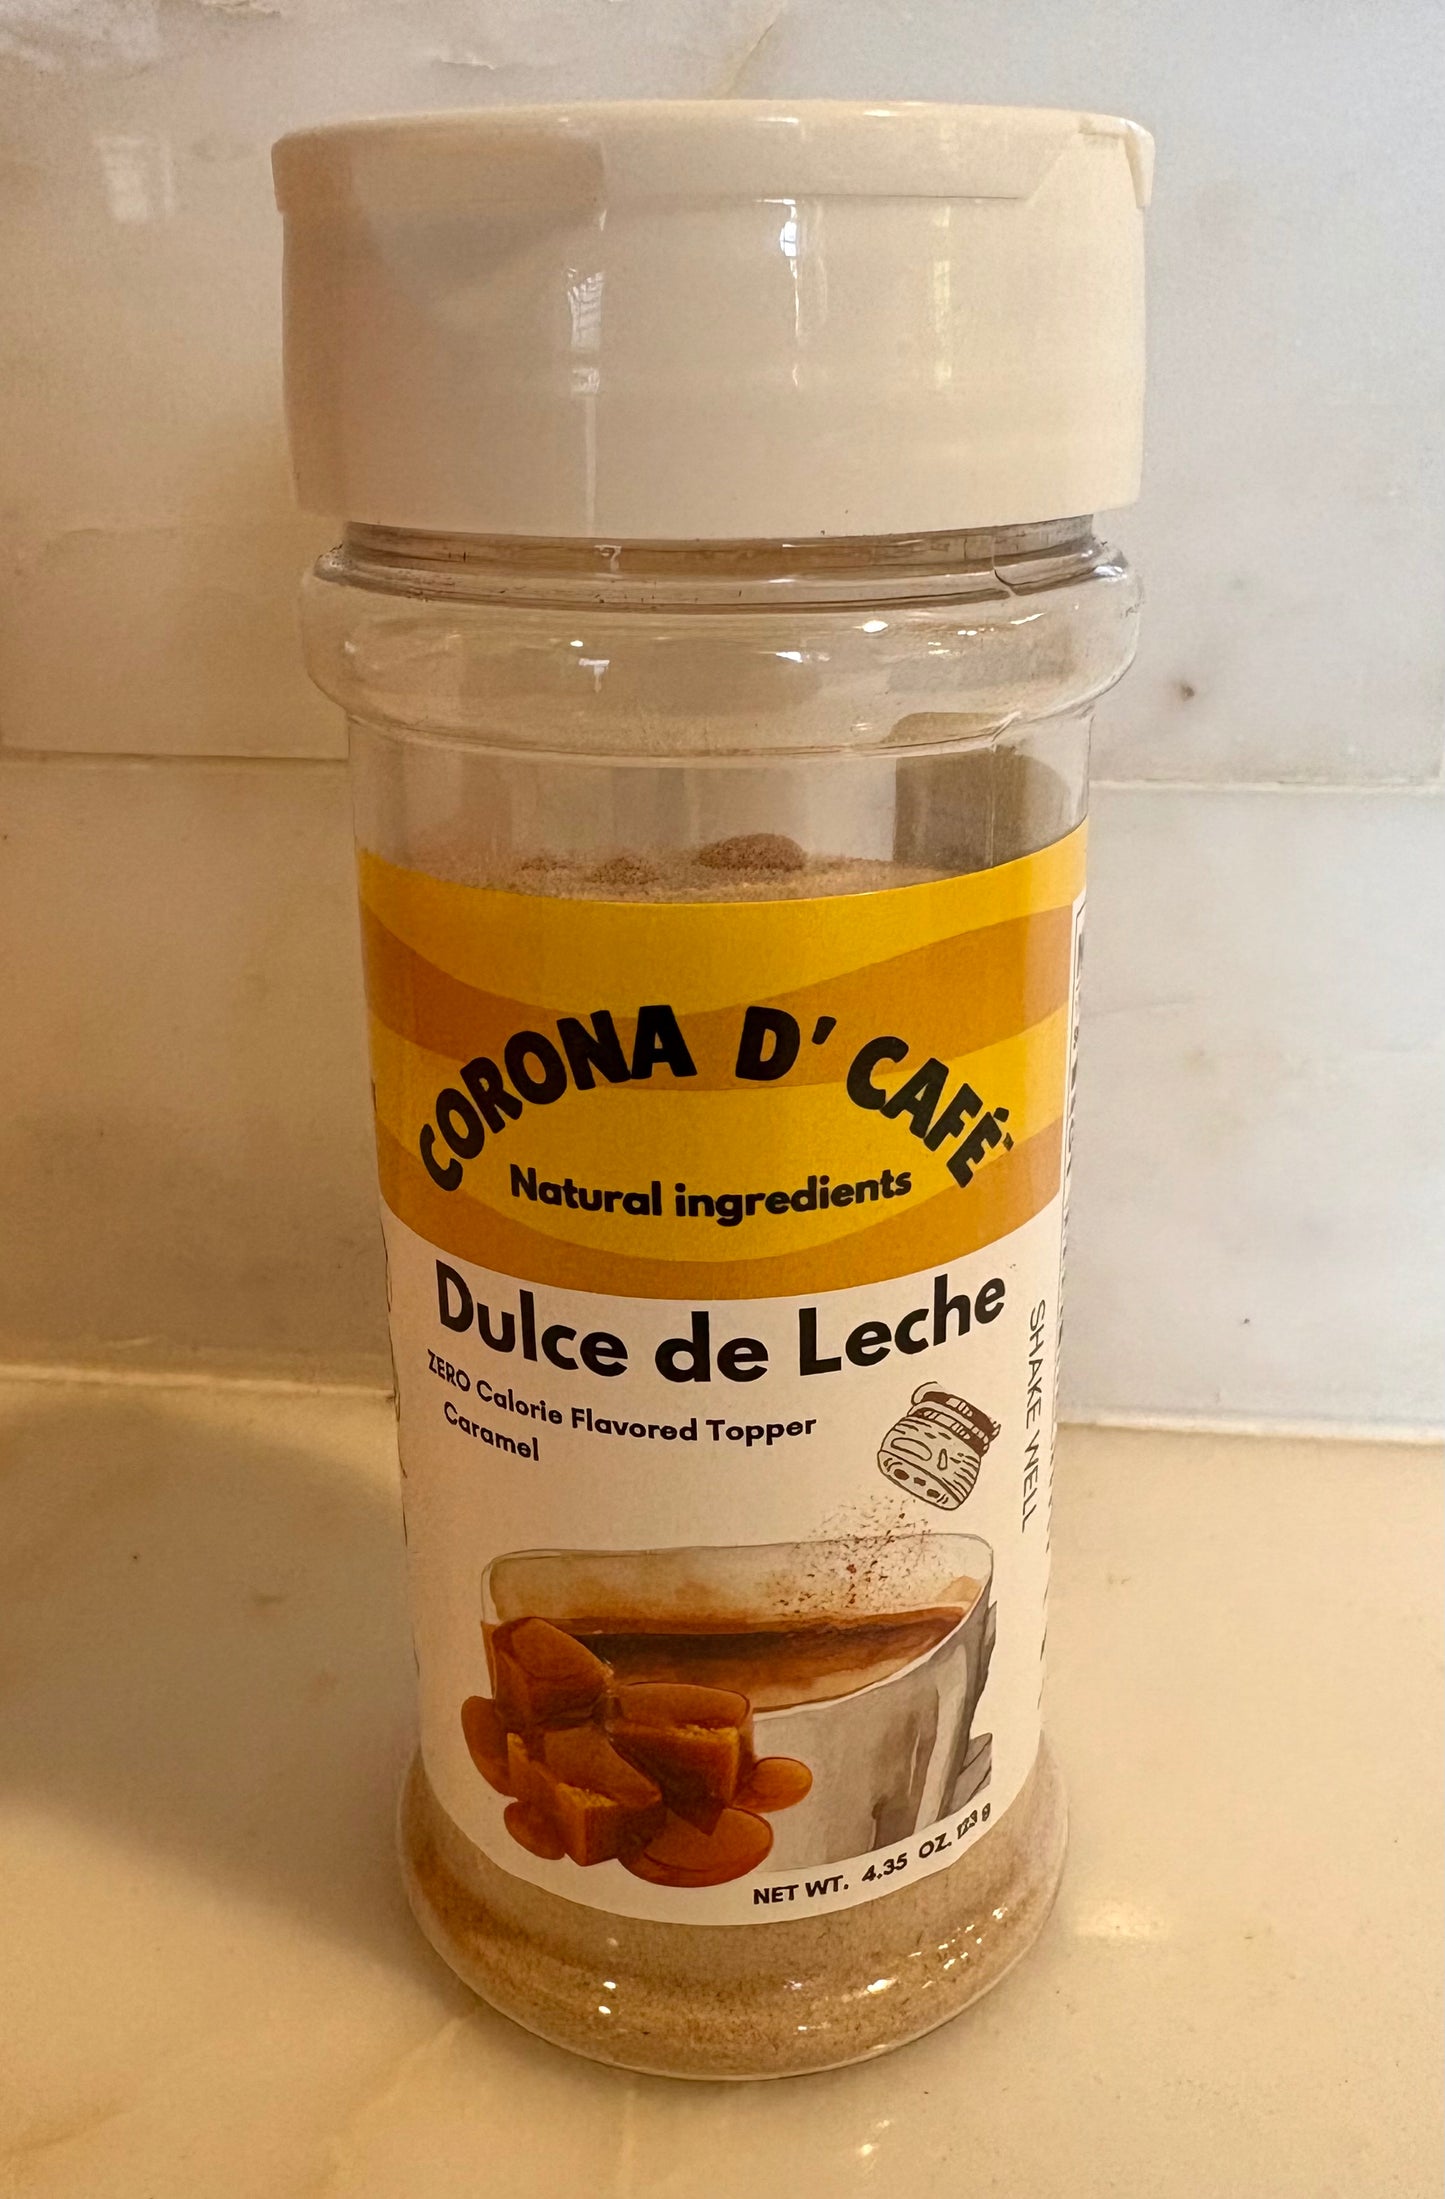 CORONA D' CAFÉ
Natural ingredients
Dulce de Leche
ZERO Calorie Flavored Topper
Caramel
SHAKE WELL
NET WT. 4.35 OZ, 123 g